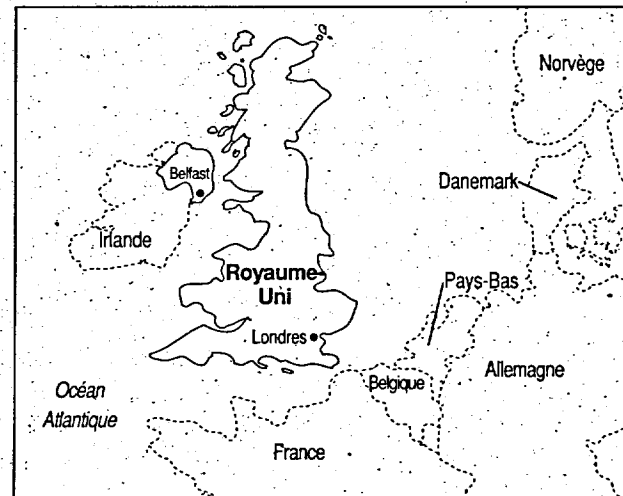 Norvège
Belfast
Danemark
Irlande
Royaume-
Uni
Pays-Bas
Londres
Belgique
Allemagne
Océan
Atlantique
France